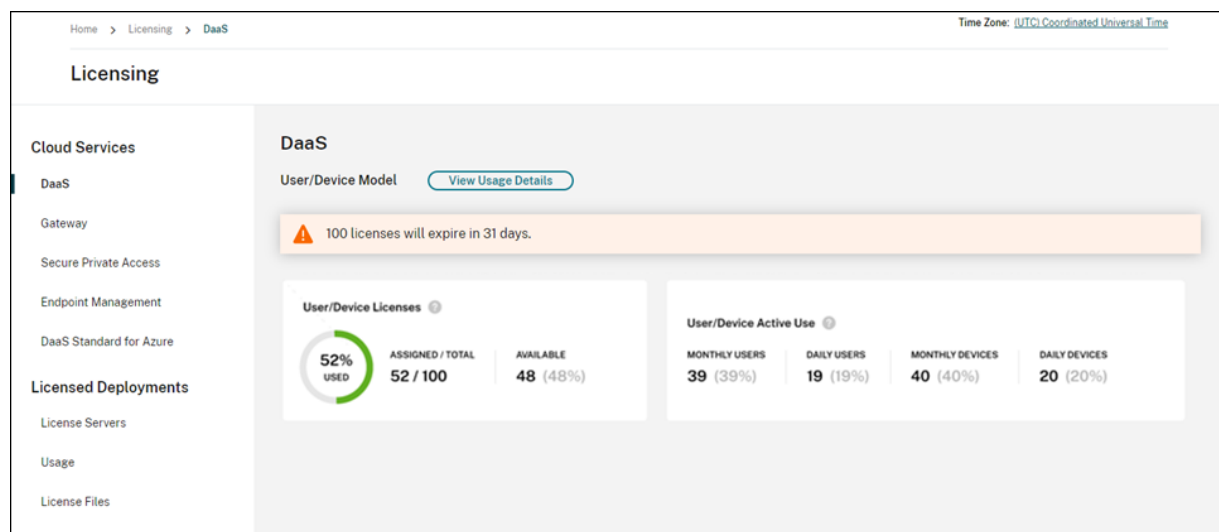 Home > Licensing > DaaS
Time Zone: (UTC) Coordinated Universal Time
Licensing
Cloud Services
DaaS
Gateway
Secure Private Access
Endpoint Management
DaaS Standard for Azure
Licensed Deployments
License Servers
Usage
License Files
DaaS
User/Device Model
View Usage Details
100 licenses will expire in 31 days.
User/Device Licenses ?
52%
USED
ASSIGNED / TOTAL
52 / 100
AVAILABLE
48 (48%)
User/Device Active Use ?
MONTHLY USERS
39 (39%)
DAILY USERS
19 (19%)
MONTHLY DEVICES
40 (40%)
DAILY DEVICES
20 (20%)